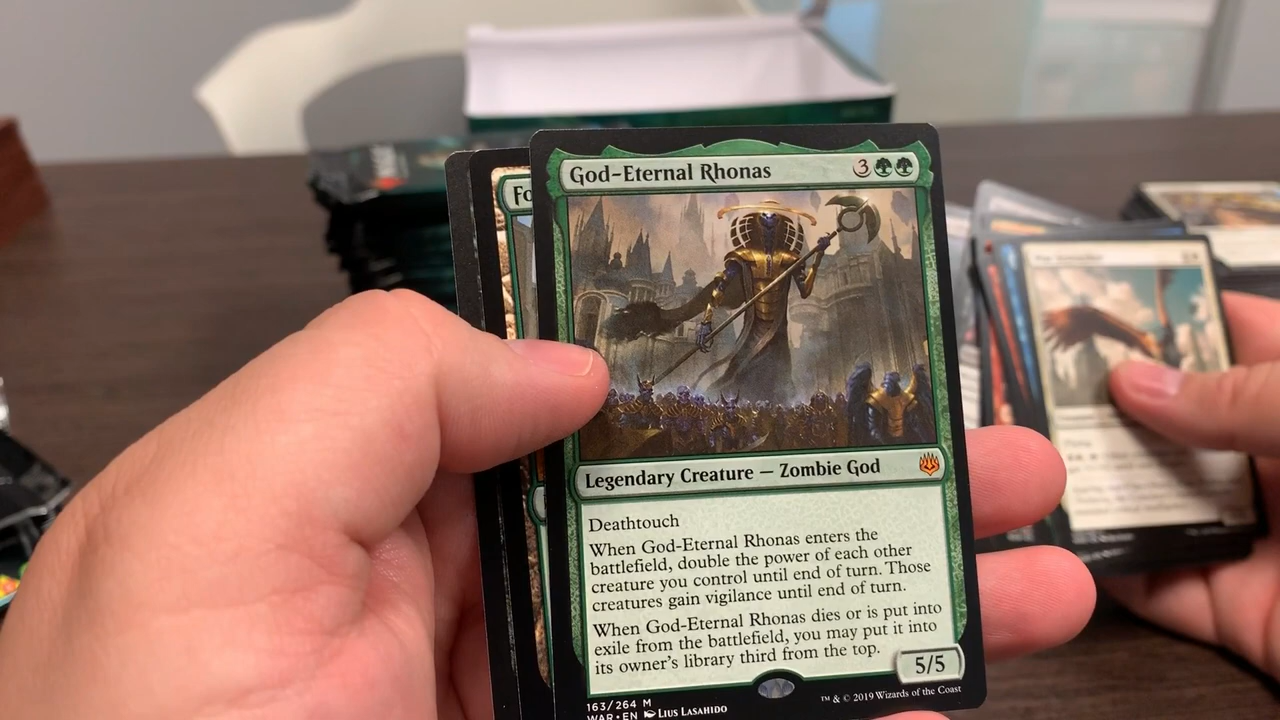 God-Eternal Rhonas 3
Fo
Legendary Creature — Zombie God
Deathtouch
When God-Eternal Rhonas enters the
battlefield, double the power of each other
creature you control until end of turn. Those
creatures gain vigilance until end of turn.
When God-Eternal Rhonas dies or is put into
exile from the battlefield, you may put it into
its owner's library third from the top.
5/5
163/264 M
WAR • EN Lius Lasahido
™ & © 2019 Wizards of the Coast